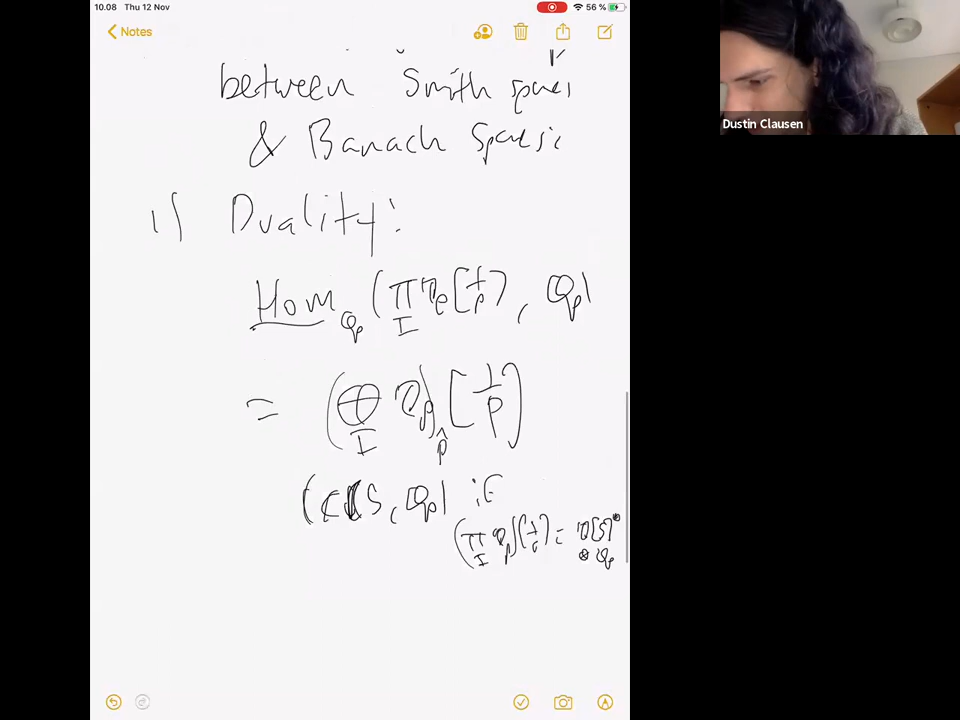 10.08 Thu 12 Nov
56 %
Notes
Dustin Clausen
between Smith spaces
& Banach spaces
1) Duality:
Hom_{Q_p} (∏_I Z_p[1/p], Q_p)
= (⊕_I Z_p)^_p [1/p]
S, Q_p) if
(∏_I Z_p)[1/p] = Z[S]^■ ⊗ Q_p